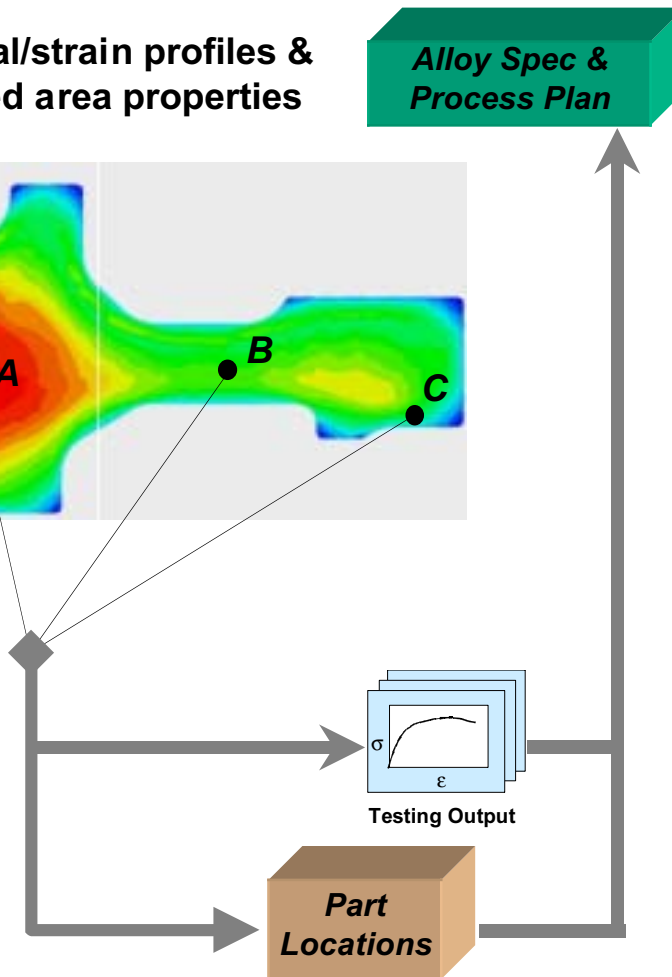 al/strain profiles &
d area properties
Alloy Spec &
Process Plan
A
B
C
σ
ε
Testing Output
Part
Locations